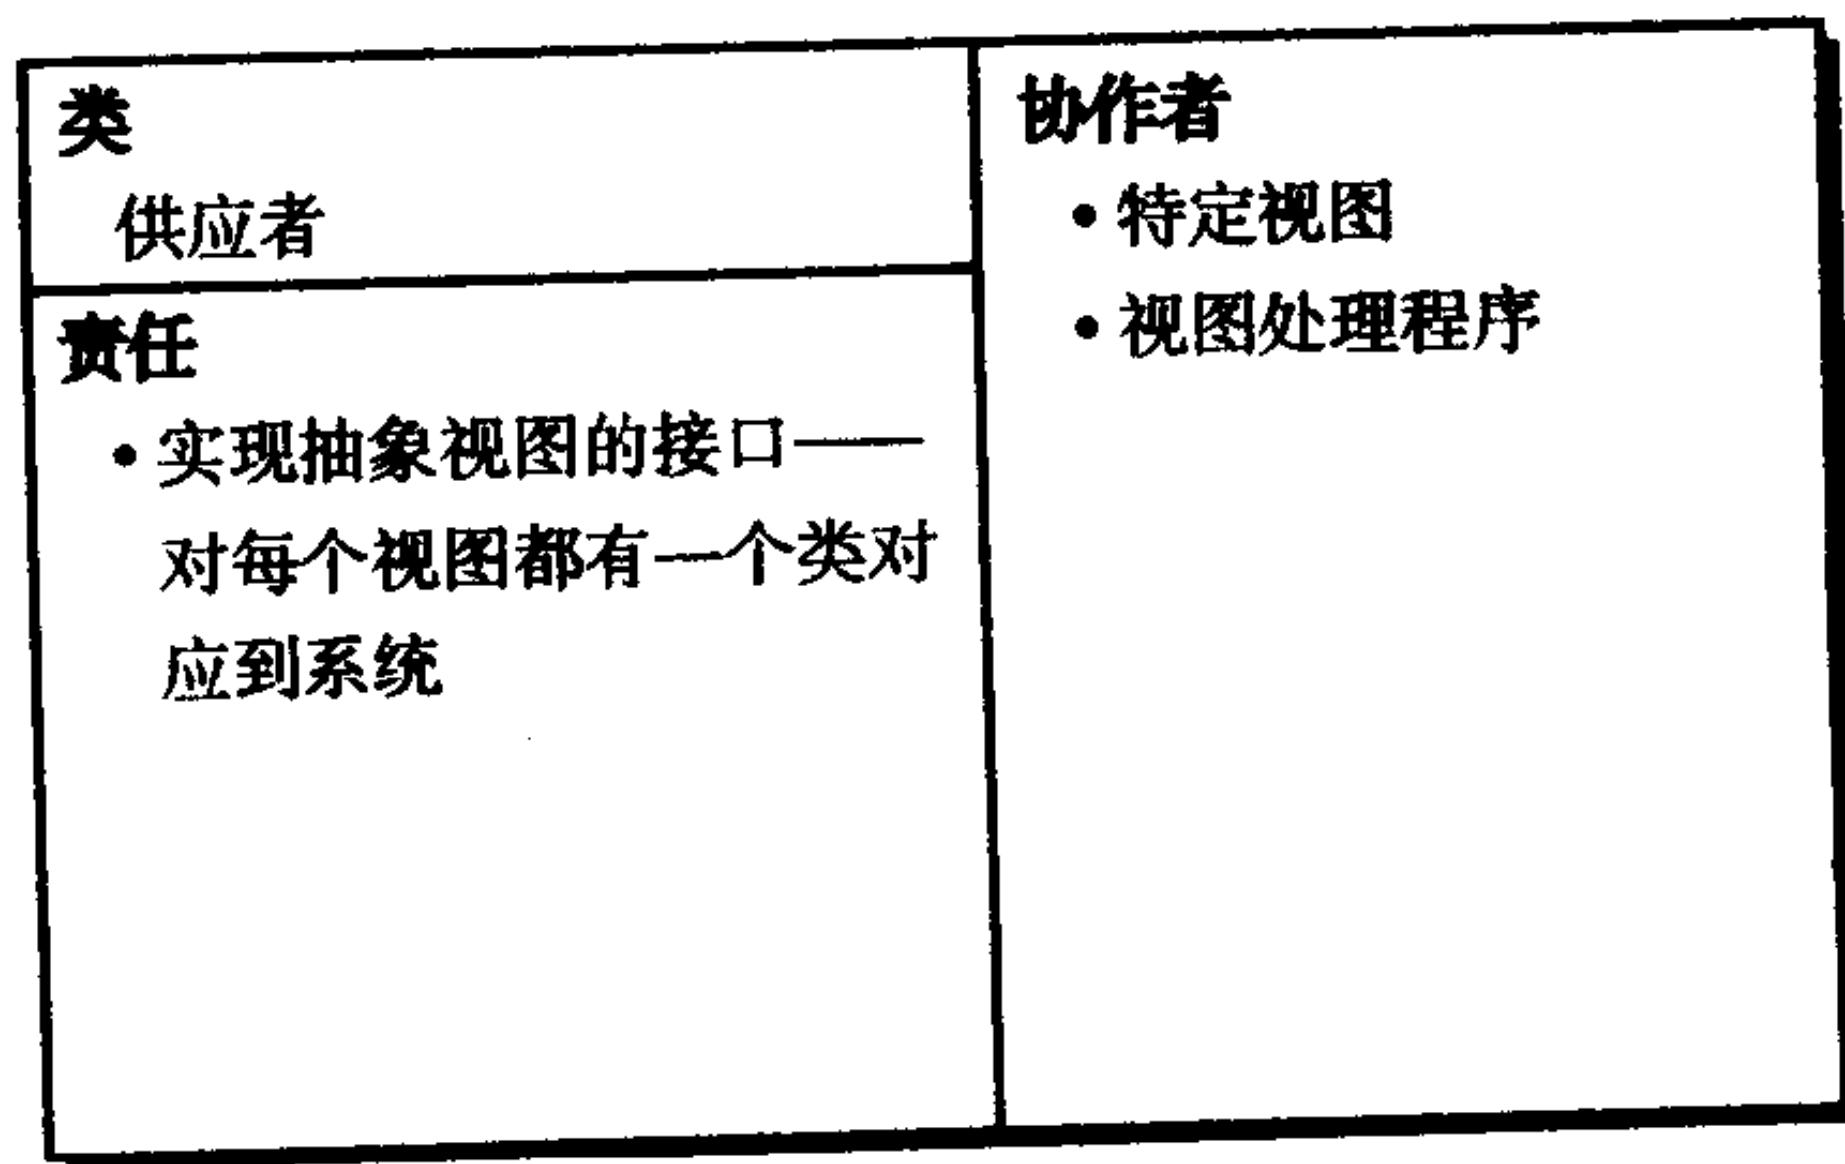 类
供应者
责任
•实现抽象视图的接口——
对每个视图都有一个类对
应到系统
协作者
•特定视图
•视图处理程序